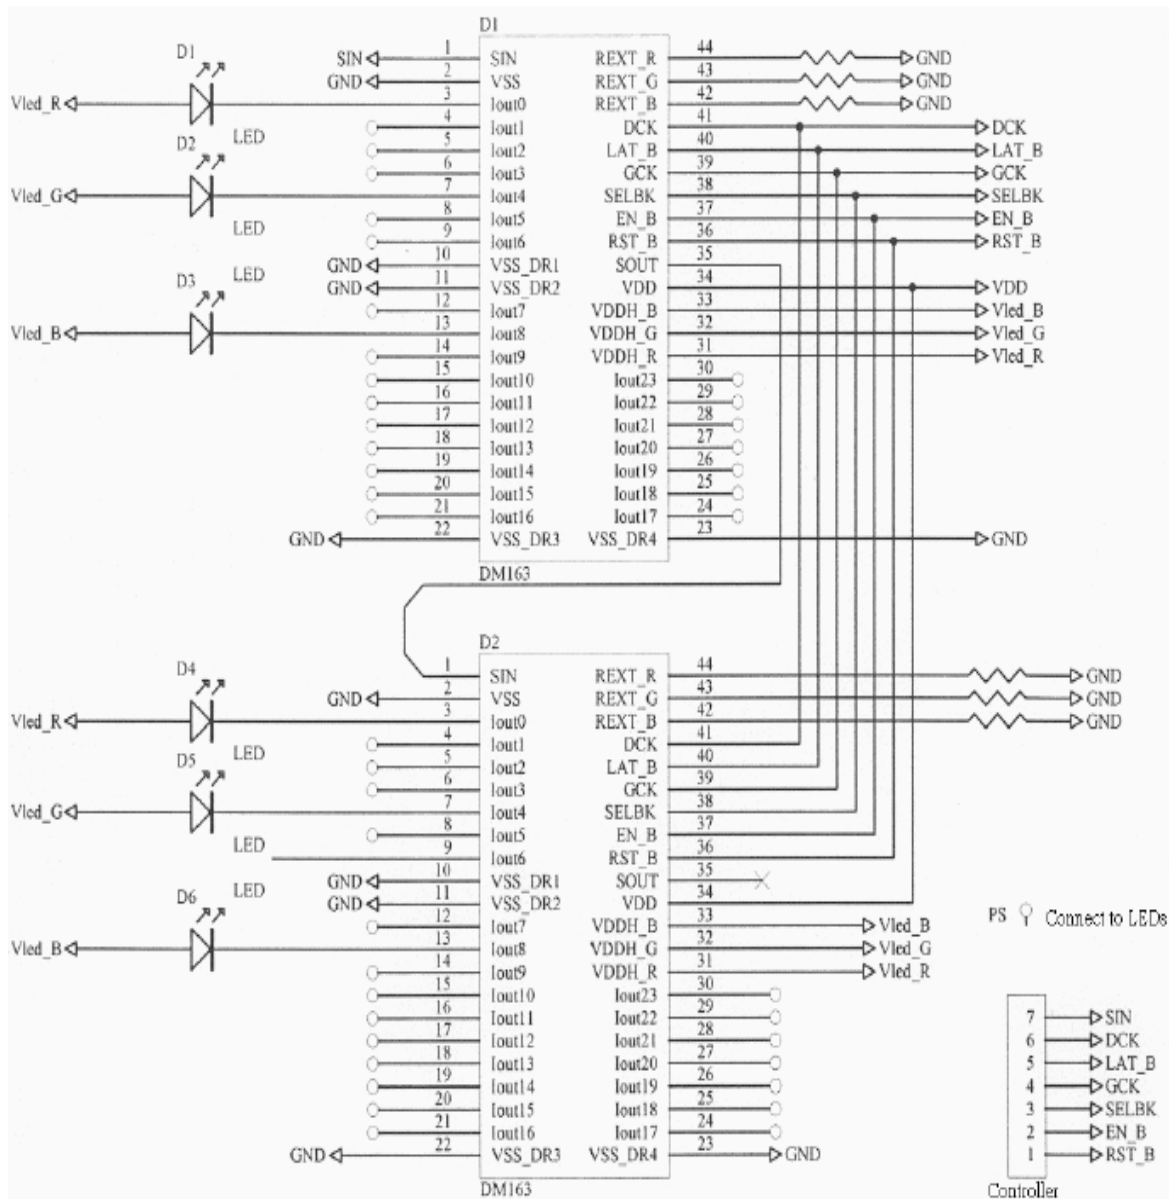 D1
D1 1 SIN REXT_R 44 GND
SIN
GND 2 VSS REXT_G 43 GND
Vled_R 3 Iout0 REXT_B 42 GND
LED 4 Iout1 DCK 41 DCK
D2 5 Iout2 LAT_B 40 LAT_B
6 Iout3 GCK 39 GCK
Vled_G 7 Iout4 SELBK 38 SELBK
LED 8 Iout5 EN_B 37 EN_B
9 Iout6 RST_B 36 RST_B
GND 10 VSS_DR1 SOUT 35
LED
D3 GND 11 VSS_DR2 VDD 34 VDD
12 Iout7 VDDH_B 33 Vled_B
Vled_B 13 Iout8 VDDH_G 32 Vled_G
14 Iout9 VDDH_R 31 Vled_R
15 Iout10 Iout23 30
16 Iout11 Iout22 29
17 Iout12 Iout21 28
18 Iout13 Iout20 27
19 Iout14 Iout19 26
20 Iout15 Iout18 25
21 Iout16 Iout17 24
GND 22 VSS_DR3 VSS_DR4 23 GND
DM163
D2
D4 1 SIN REXT_R 44 GND
GND 2 VSS REXT_G 43 GND
Vled_R 3 Iout0 REXT_B 42 GND
LED 4 Iout1 DCK 41
D5 5 Iout2 LAT_B 40
6 Iout3 GCK 39
Vled_G 7 Iout4 SELBK 38
LED 8 Iout5 EN_B 37
9 Iout6 RST_B 36
GND 10 VSS_DR1 SOUT 35
LED
D6 GND 11 VSS_DR2 VDD 34
12 Iout7 VDDH_B 33 Vled_B
PS Connect to LEDs
Vled_B 13 Iout8 VDDH_G 32 Vled_G
14 Iout9 VDDH_R 31 Vled_R
15 Iout10 Iout23 30
16 Iout11 Iout22 29
17 Iout12 Iout21 28
18 Iout13 Iout20 27
19 Iout14 Iout19 26
20 Iout15 Iout18 25
21 Iout16 Iout17 24
GND 22 VSS_DR3 VSS_DR4 23 GND
DM163
7 SIN
6 DCK
5 LAT_B
4 GCK
3 SELBK
2 EN_B
1 RST_B
Controller